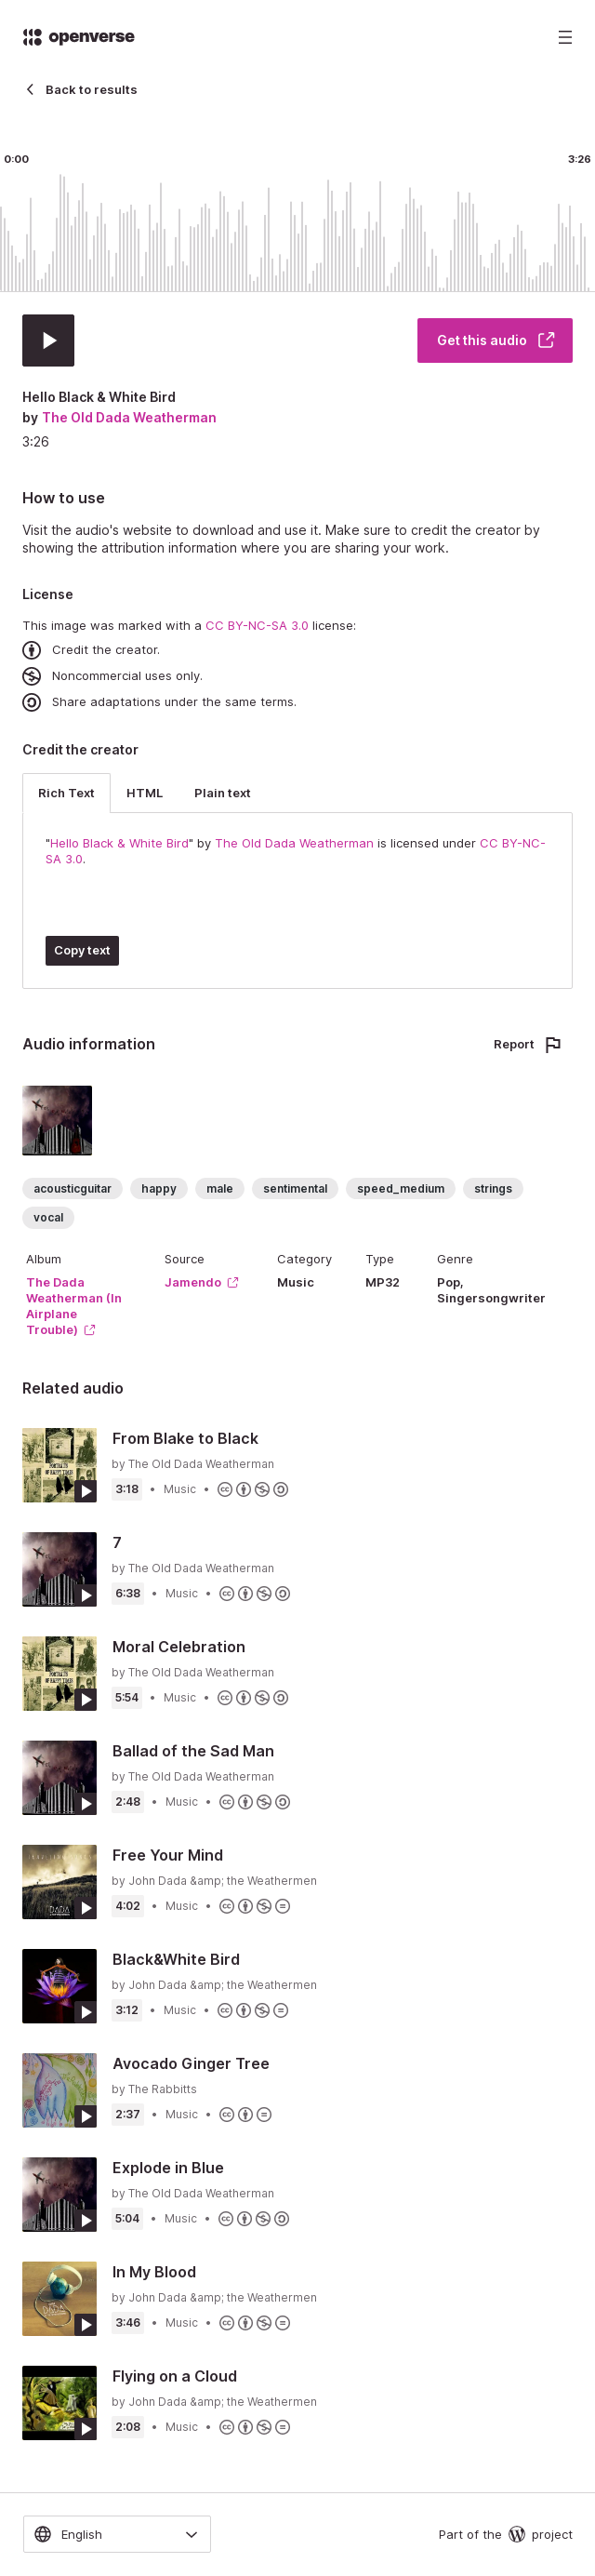 openverse
Back to results
0:00
3:26
Get this audio
Hello Black & White Bird
by The Old Dada Weatherman
3:26
How to use
Visit the audio's website to download and use it. Make sure to credit the creator by
showing the attribution information where you are sharing your work.
License
This image was marked with a CC BY-NC-SA 3.0 license:
Credit the creator.
Noncommercial uses only.
Share adaptations under the same terms.
Credit the creator
Rich Text
HTML
Plain text
"Hello Black & White Bird" by The Old Dada Weatherman is licensed under CC BY-NC-
SA 3.0.
Copy text
Audio information
Report
acousticguitar
happy
male
sentimental
speed_medium
strings
vocal
Album
The Dada
Weatherman (In
Airplane
Trouble)
Source
Jamendo
Category
Music
Type
MP32
Genre
Pop,
Singersongwriter
Related audio
From Blake to Black
by The Old Dada Weatherman
3:18 • Music •
7
by The Old Dada Weatherman
6:38 • Music •
Moral Celebration
by The Old Dada Weatherman
5:54 • Music •
Ballad of the Sad Man
by The Old Dada Weatherman
2:48 • Music •
Free Your Mind
by John Dada &amp; the Weathermen
4:02 • Music •
Black&White Bird
by John Dada &amp; the Weathermen
3:12 • Music •
Avocado Ginger Tree
by The Rabbitts
2:37 • Music •
Explode in Blue
by The Old Dada Weatherman
5:04 • Music •
In My Blood
by John Dada &amp; the Weathermen
3:46 • Music •
Flying on a Cloud
by John Dada &amp; the Weathermen
2:08 • Music •
English
Part of the
project